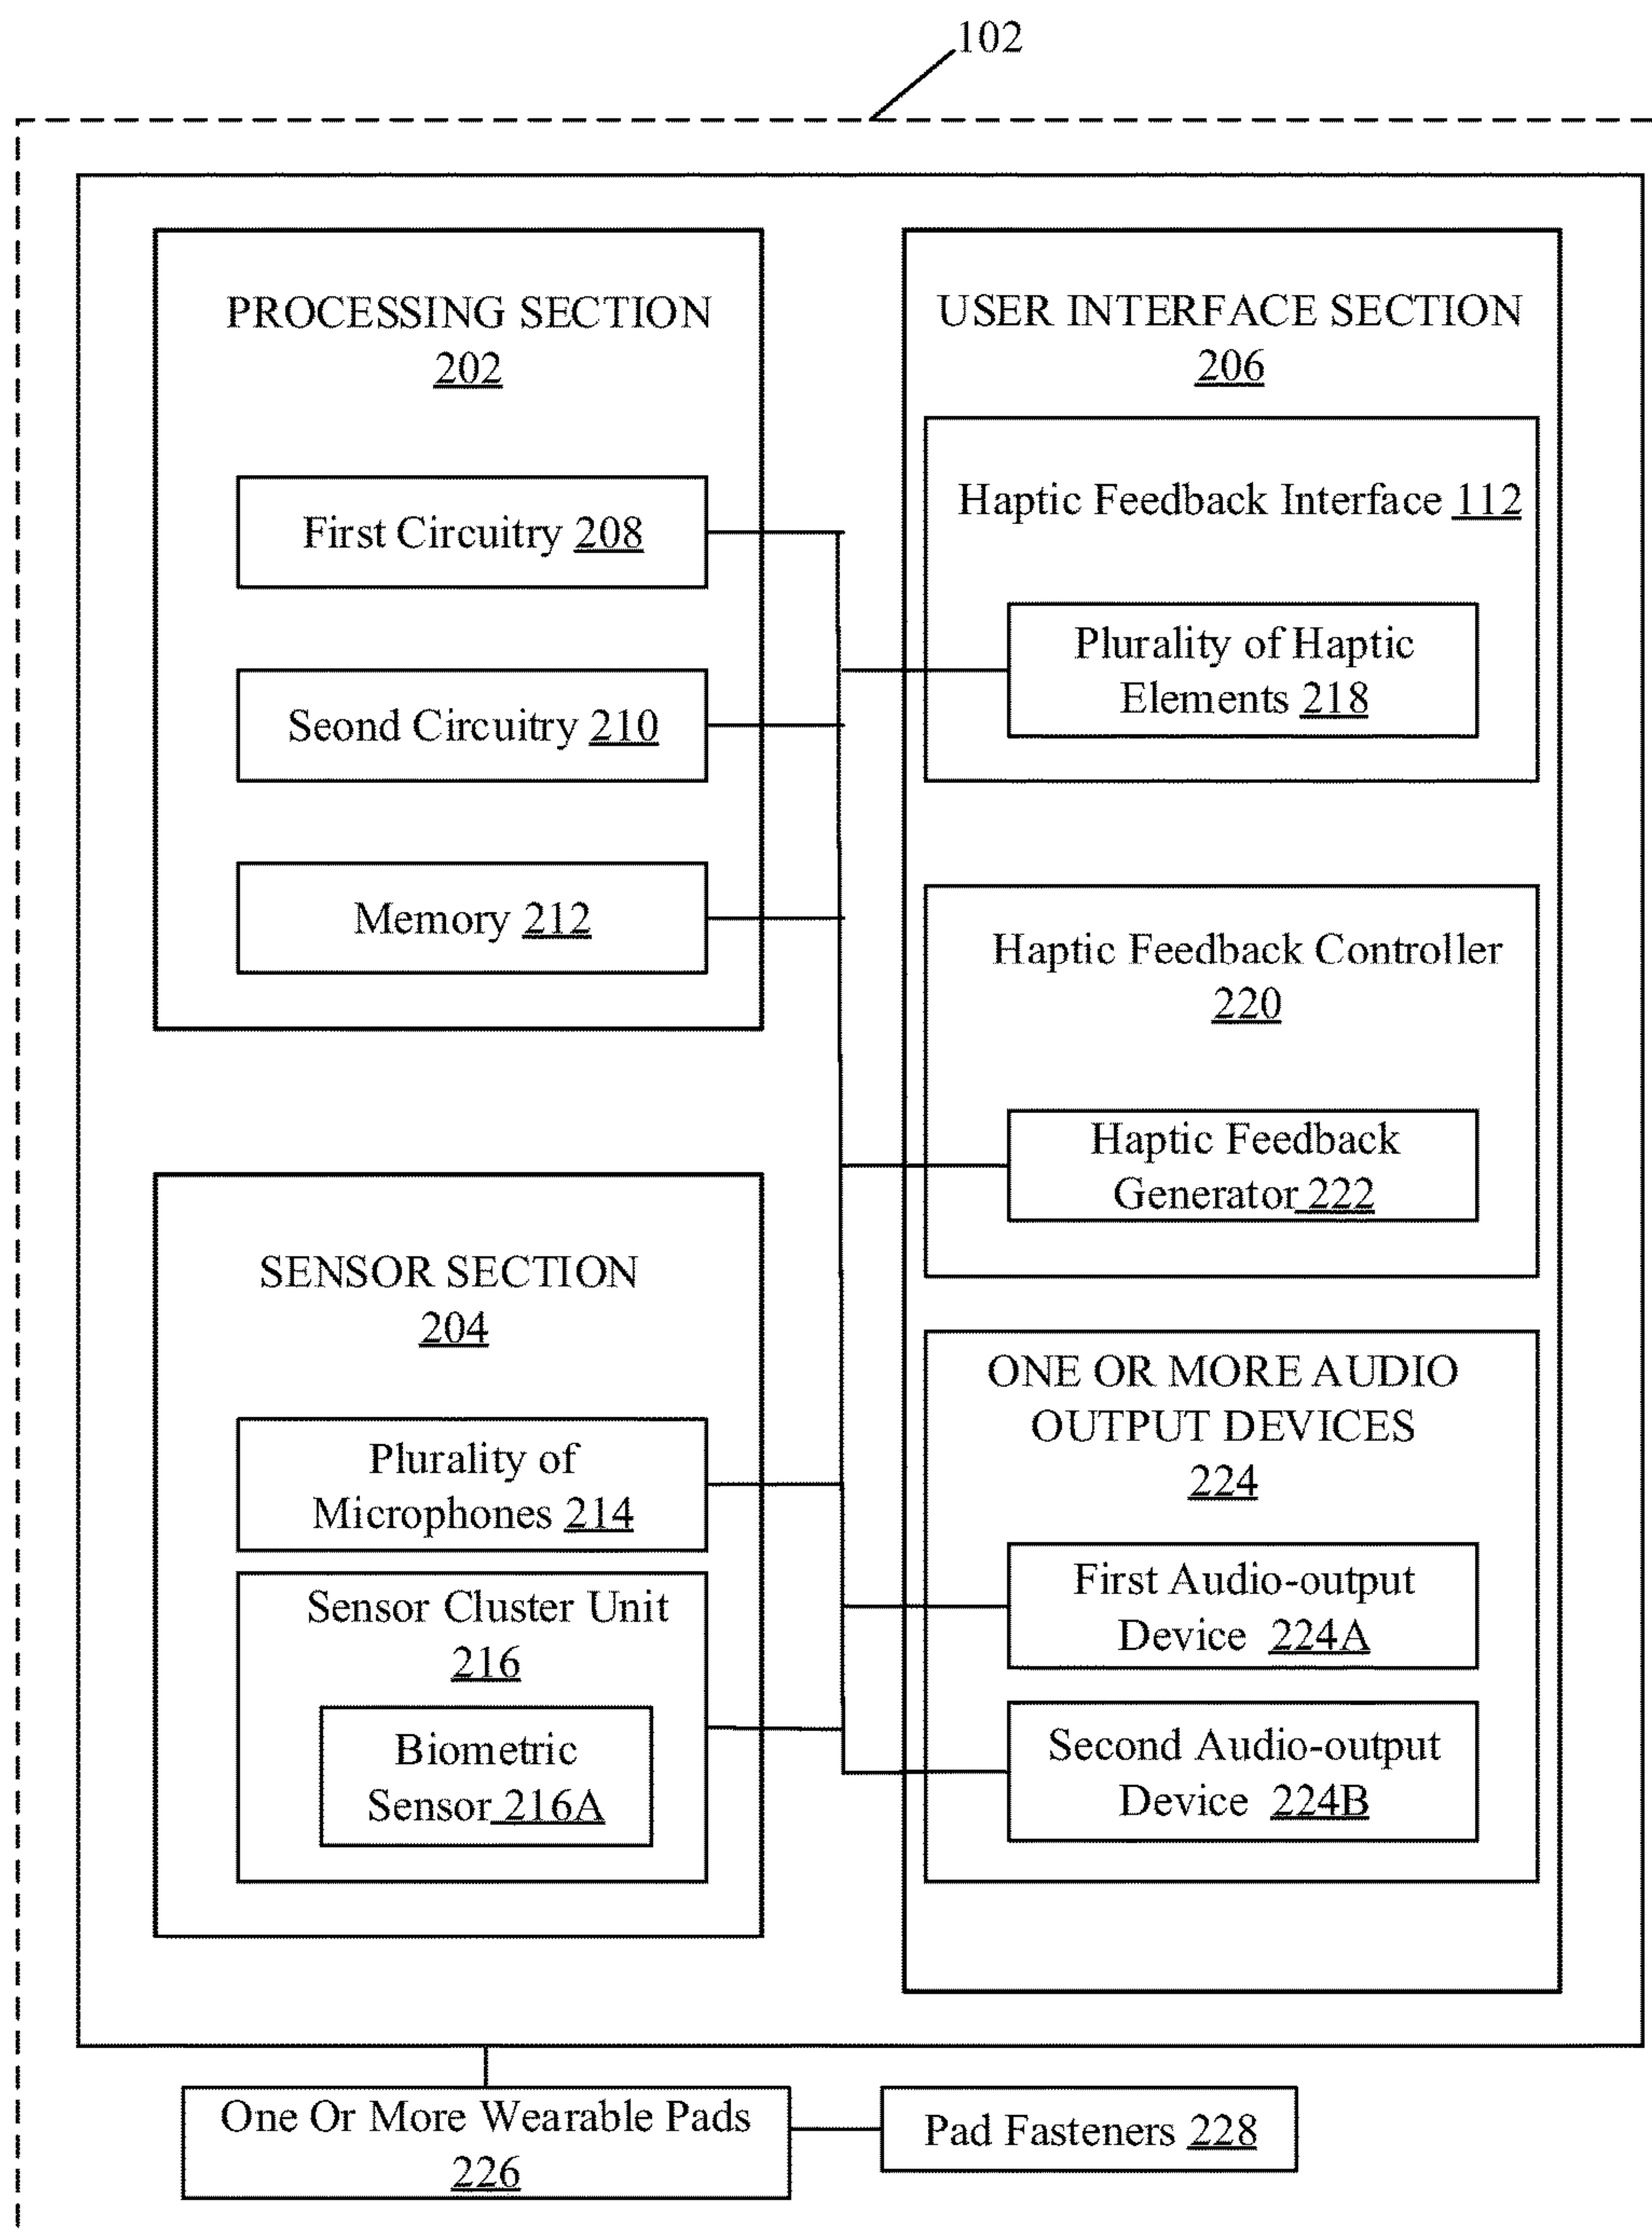 102
PROCESSING SECTION
202
First Circuitry 208
Seond Circuitry 210
Memory 212
SENSOR SECTION
204
Plurality of
Microphones 214
Sensor Cluster Unit
216
Biometric
Sensor 216A
USER INTERFACE SECTION
206
Haptic Feedback Interface 112
Plurality of Haptic
Elements 218
Haptic Feedback Controller
220
Haptic Feedback
Generator 222
ONE OR MORE AUDIO
OUTPUT DEVICES
224
First Audio-output
Device 224A
Second Audio-output
Device 224B
One Or More Wearable Pads
226
Pad Fasteners 228